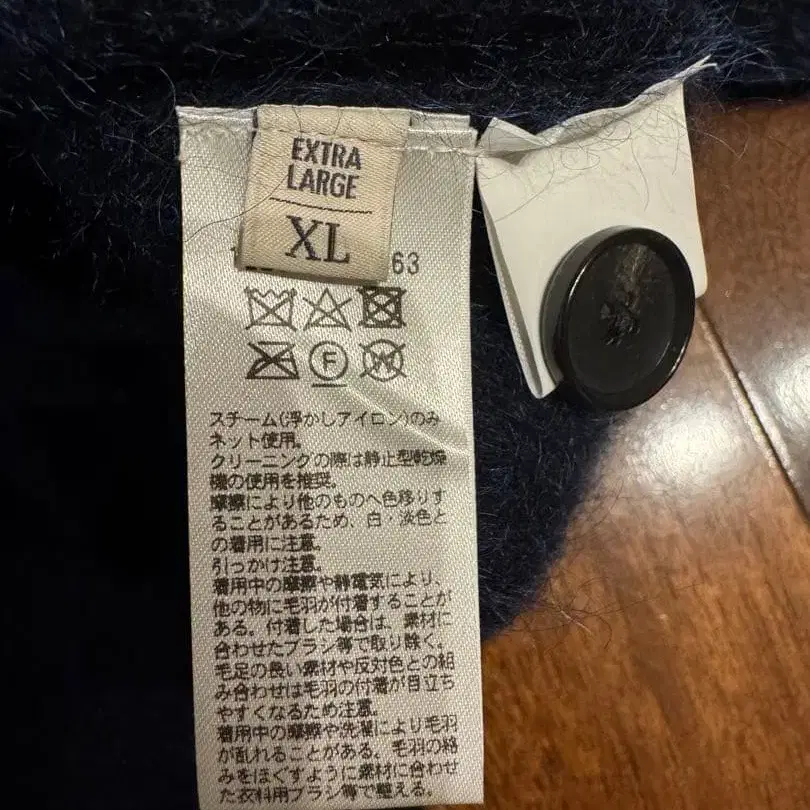 EXTRA
LARGE
XL
63
F
W
スチーム(浮かしアイロン)のみ
ネット使用。
クリーニングの際は静止型乾燥
機の使用を推奨。
摩擦により他のものへ色移りす
ることがあるため、白・淡色と
の着用に注意。
引っかけ注意。
着用中の摩擦や静電気により、
他の物に毛羽が付着することが
ある。付着した場合は、素材に
合わせたブラシ等で取り除く。
毛足の長い素材や反対色との組
み合わせは毛羽の付着が目立ち
やすくなるため注意。
着用中の摩擦や洗濯により毛羽
が乱れることがある。毛羽の絡
みをほぐすように素材に合わせ
た衣料用ブラシ等で整える。